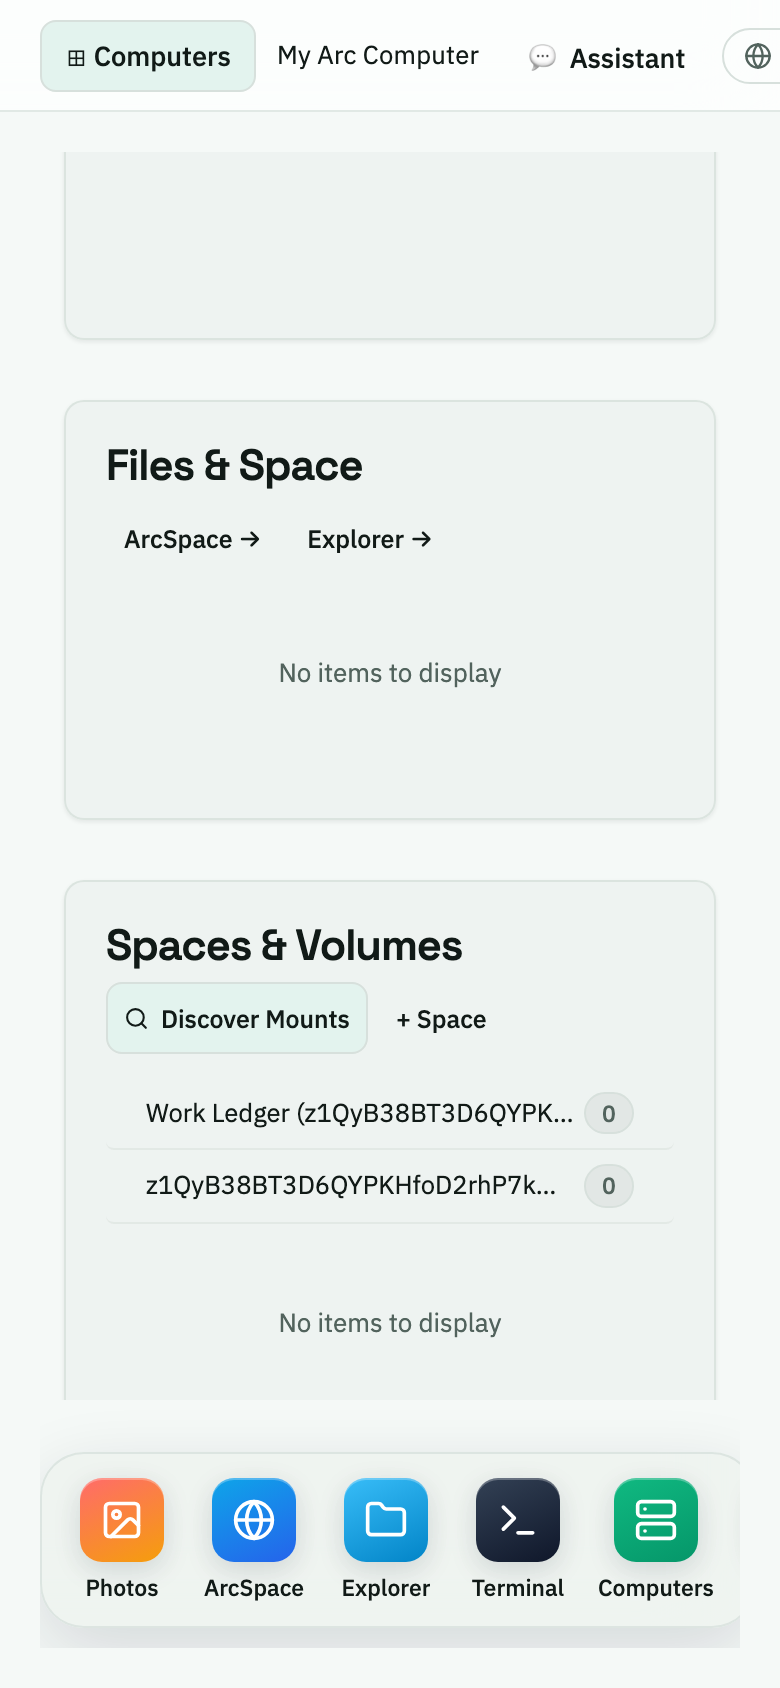 Computers
My Arc Computer
Assistant
Files & Space
ArcSpace →
Explorer →
No items to display
Spaces & Volumes
Discover Mounts
+ Space
Work Ledger (z1QyB38BT3D6QYPK... 0
z1QyB38BT3D6QYPKHfoD2rhP7k... 0
No items to display
Photos
ArcSpace
Explorer
Terminal
Computers